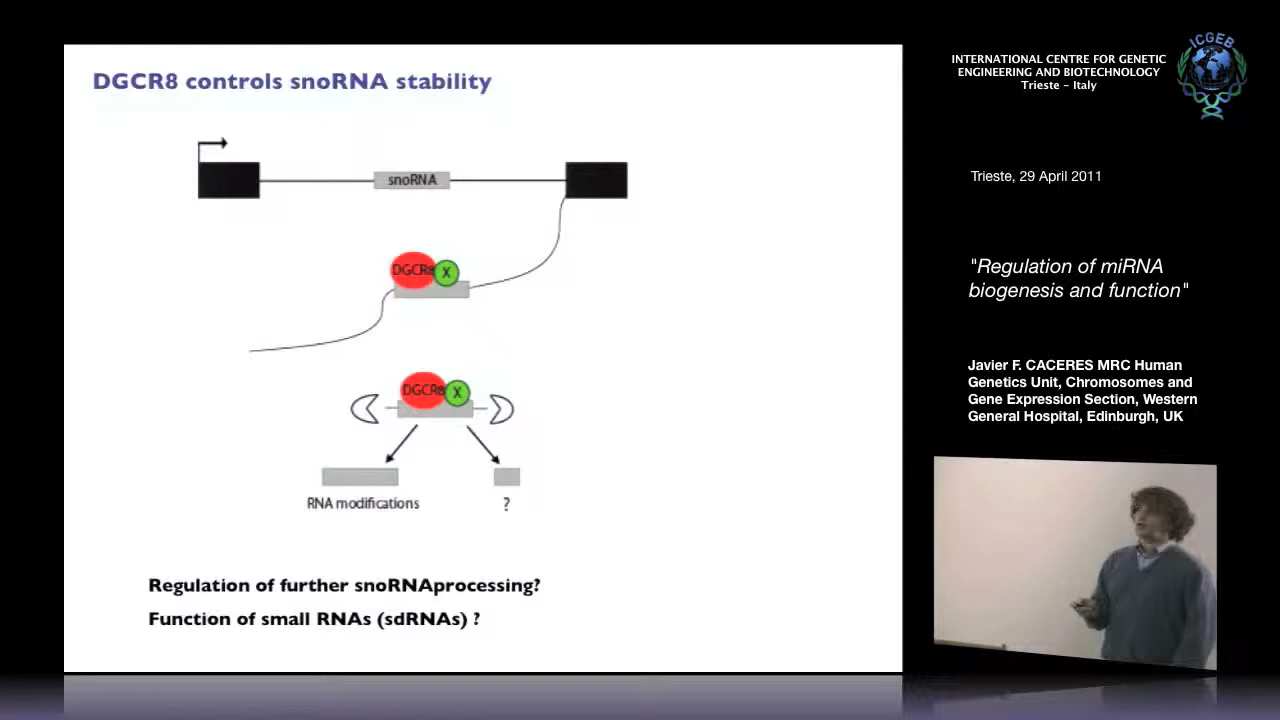 DGCR8 controls snoRNA stability
snoRNA
DGCR8 X
DGCR8 X
RNA modifications
?
Regulation of further snoRNAprocessing?
Function of small RNAs (sdRNAs) ?
INTERNATIONAL CENTRE FOR GENETIC
ENGINEERING AND BIOTECHNOLOGY
Trieste – Italy
ICGEB
Trieste, 29 April 2011
"Regulation of miRNA
biogenesis and function"
Javier F. CACERES MRC Human
Genetics Unit, Chromosomes and
Gene Expression Section, Western
General Hospital, Edinburgh, UK